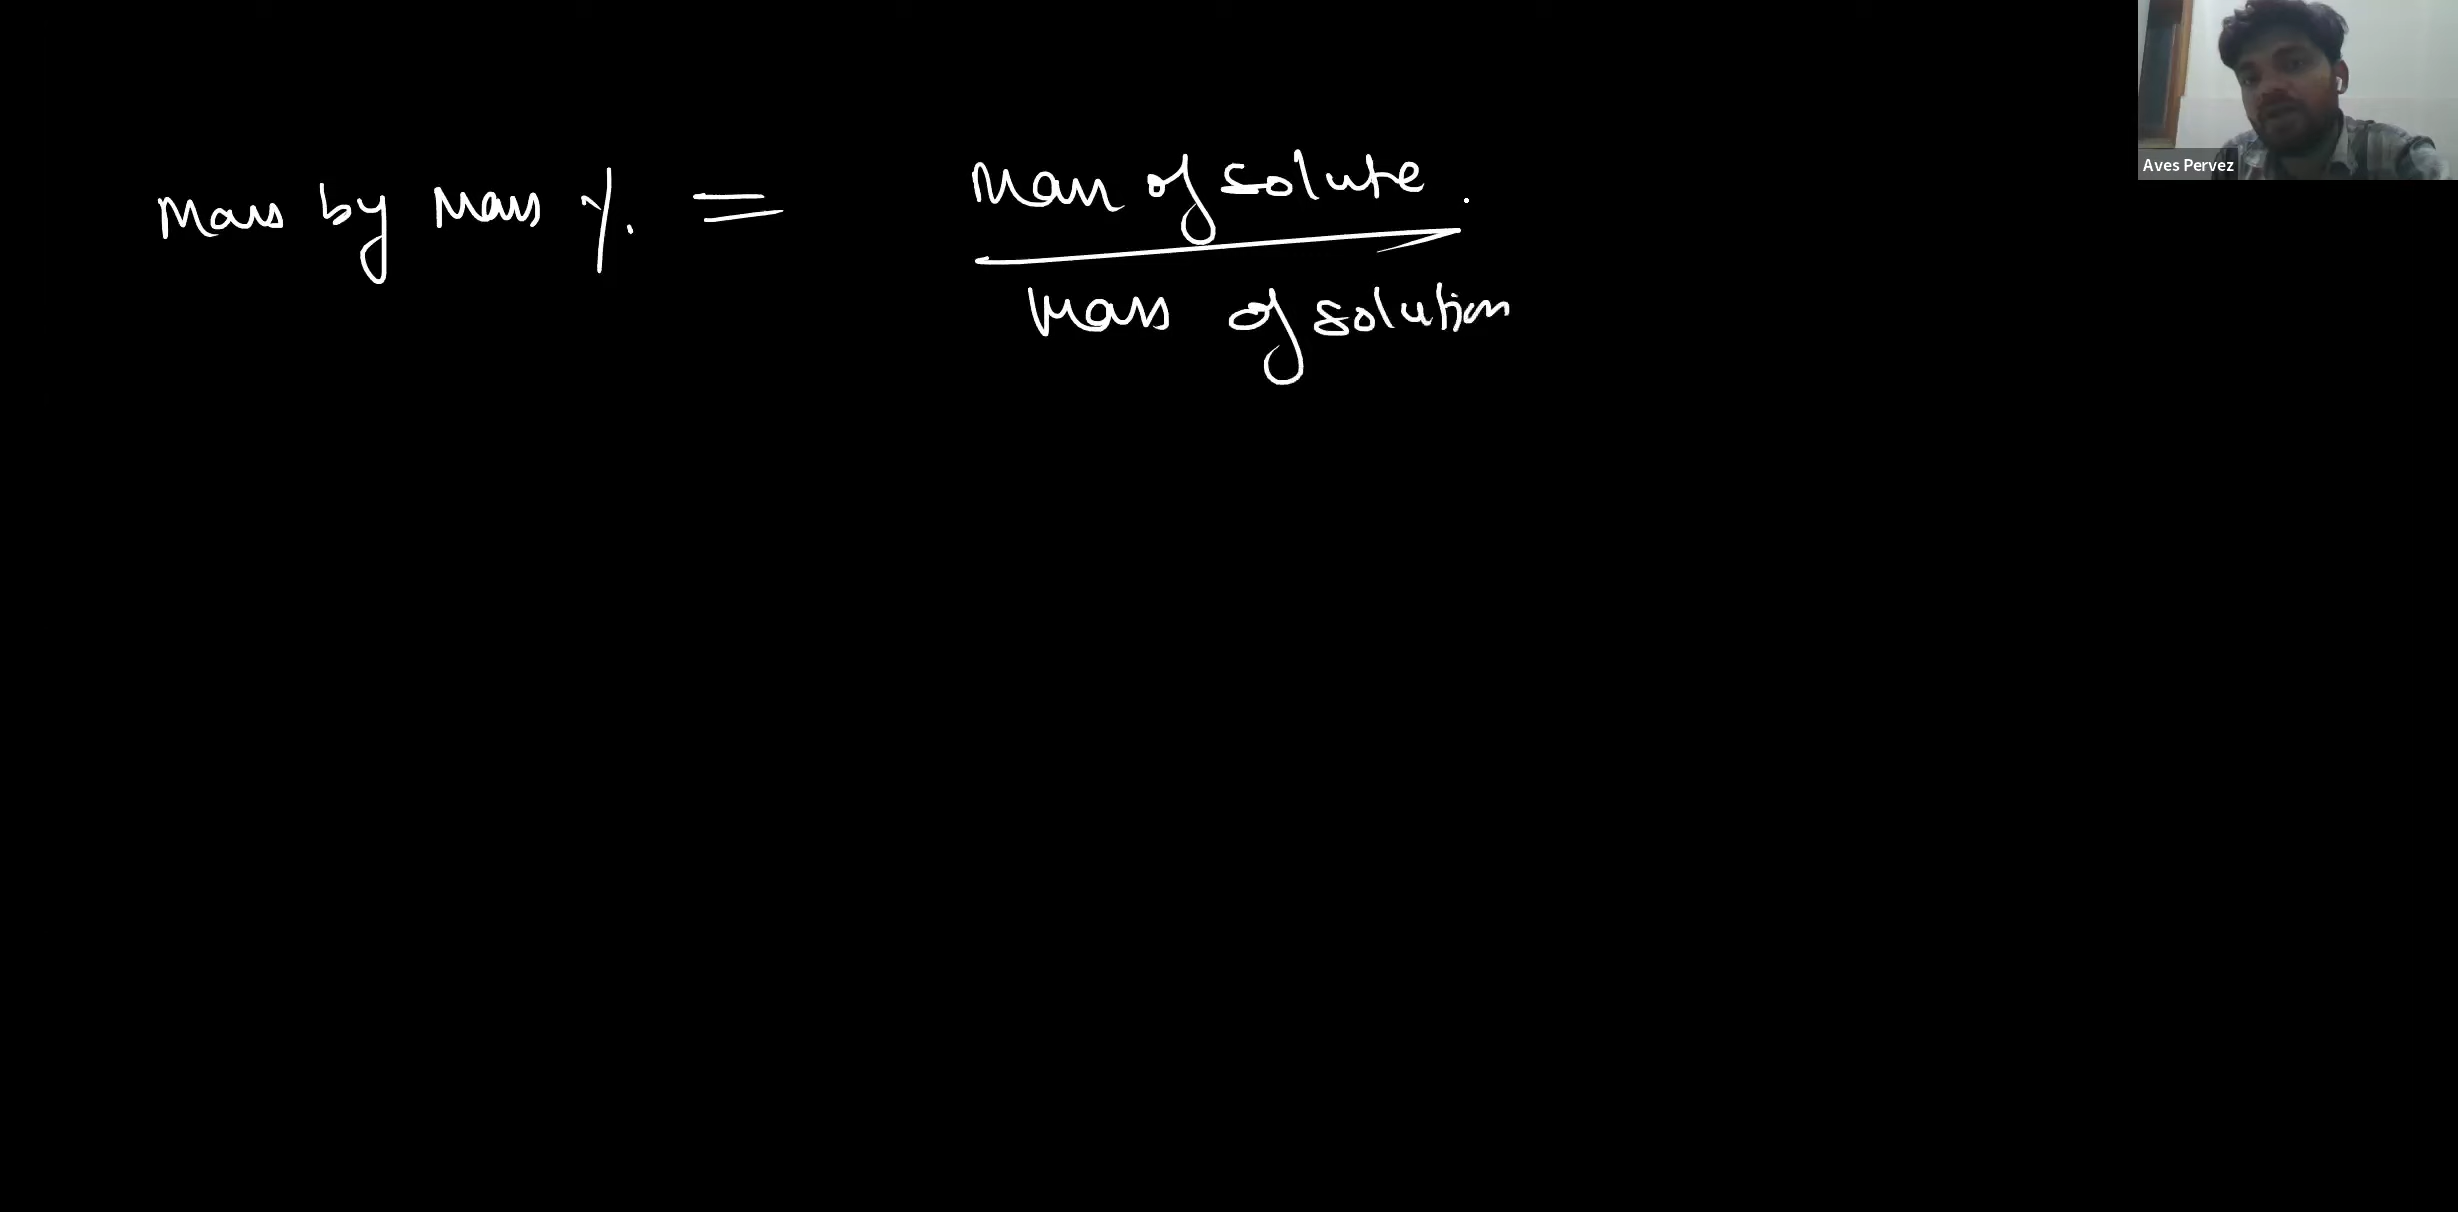 Mass by Mass %. = Mass of solute.
Mass of solution
Aves Pervez